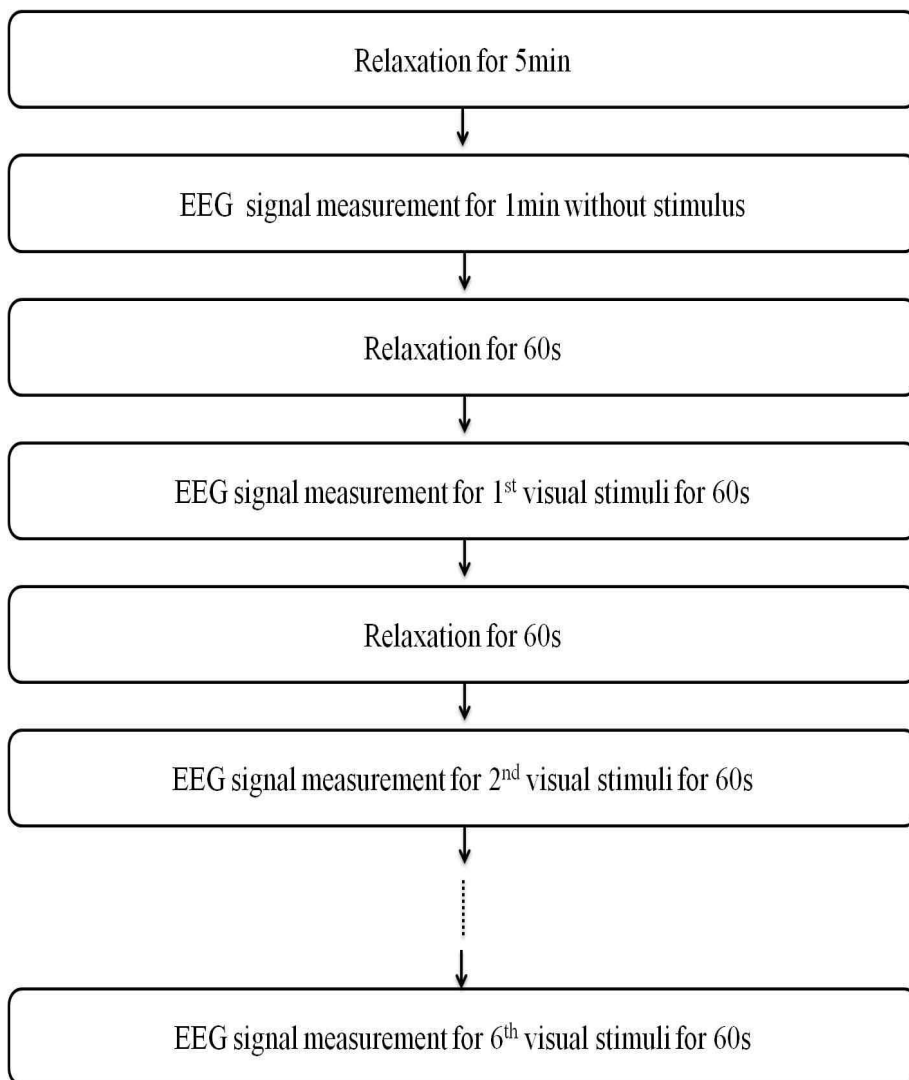 Relaxation for 5min
EEG signal measurement for 1min without stimulus
Relaxation for 60s
EEG signal measurement for 1st visual stimuli for 60s
Relaxation for 60s
EEG signal measurement for 2nd visual stimuli for 60s
EEG signal measurement for 6th visual stimuli for 60s